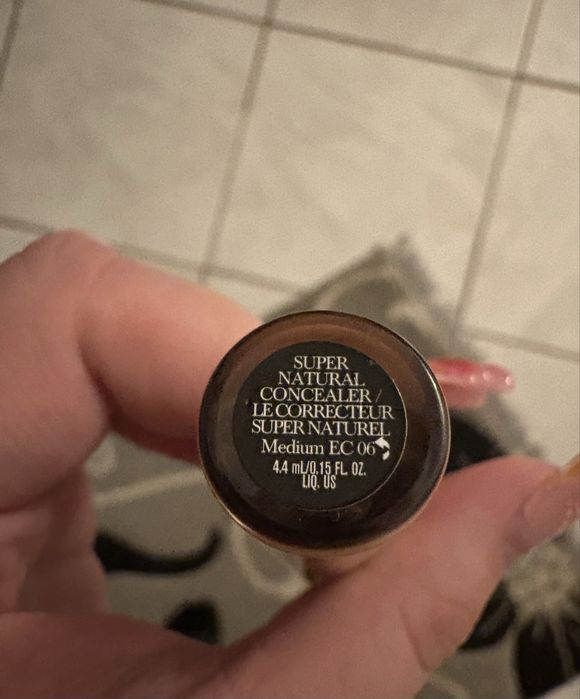 SUPER
NATURAL
CONCEALER /
LE CORRECTEUR
SUPER NATUREL
Medium EC 06
4.4 mL/0.15 FL. OZ.
LIQ. US